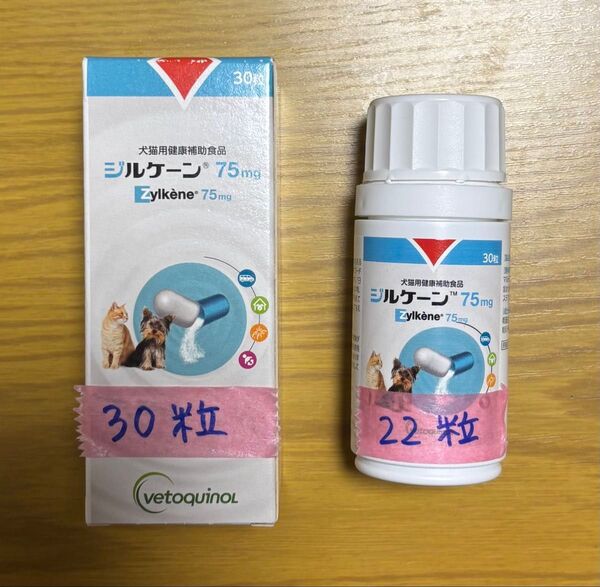 30粒
犬猫用健康補助食品
ジルケーン® 75mg
Zylkène® 75mg
30粒
vetoquinol
30粒
犬猫用健康補助食品
ジルケーン™ 75mg
Zylkène® 75mg
22粒